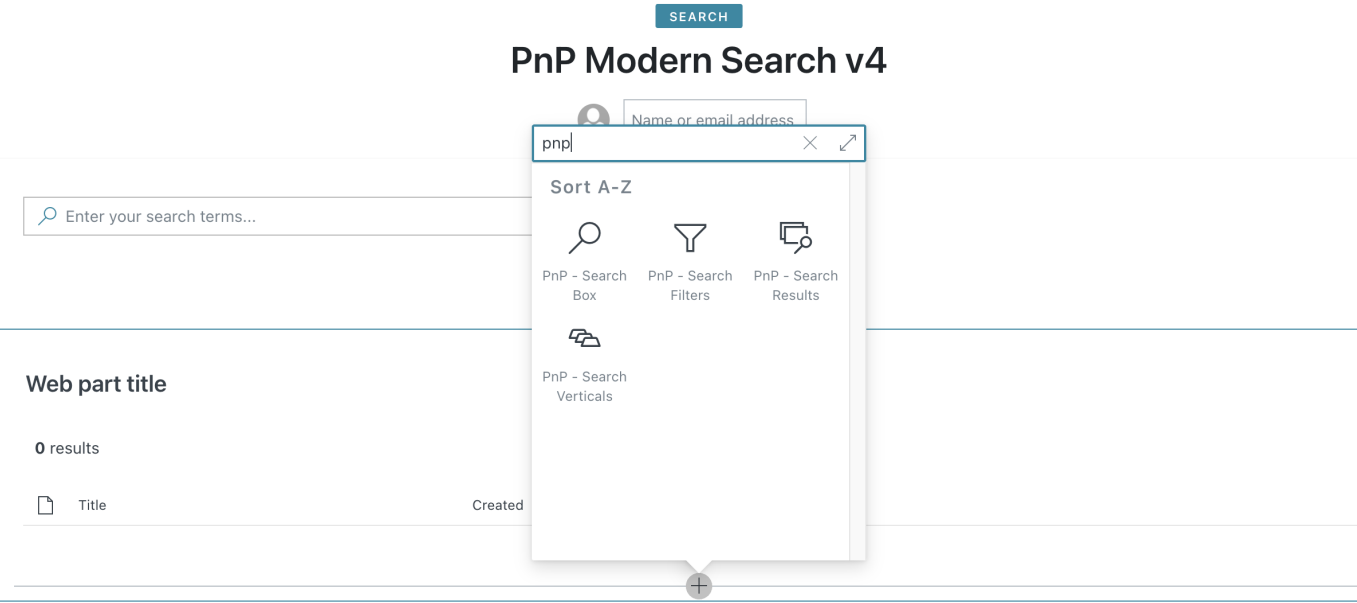 SEARCH
PnP Modern Search v4
Name or email address
pnp
Sort A-Z
Enter your search terms...
PnP - Search
Box
PnP - Search
Filters
PnP - Search
Results
PnP - Search
Verticals
Web part title
0 results
Title
Created